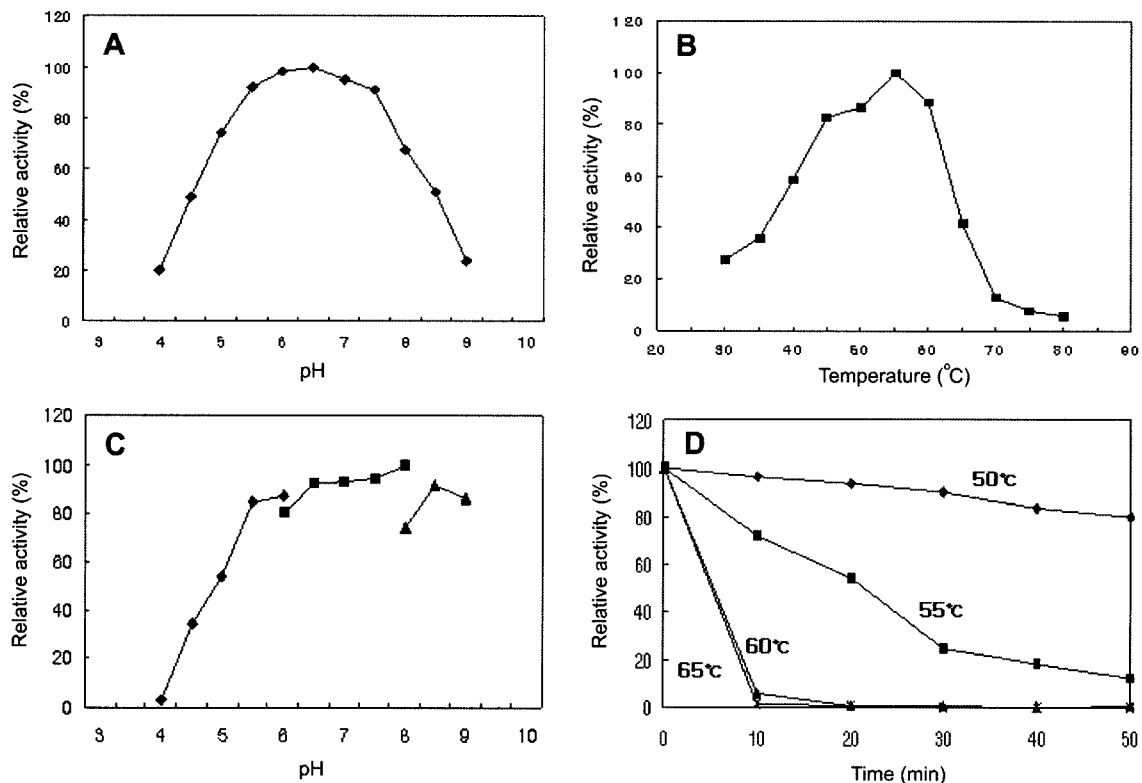 A
Relative activity (%)
120
100
80
60
40
20
0
3 4 5 6 7 8 9 10
pH
B
Relative activity (%)
120
100
80
60
40
20
0
20 30 40 50 60 70 80 90
Temperature (°C)
C
Relative activity (%)
120
100
80
60
40
20
0
3 4 5 6 7 8 9 10
pH
D
Relative activity (%)
120
100
80
60
40
20
0
50℃
55℃
60℃
65℃
0 10 20 30 40 50
Time (min)